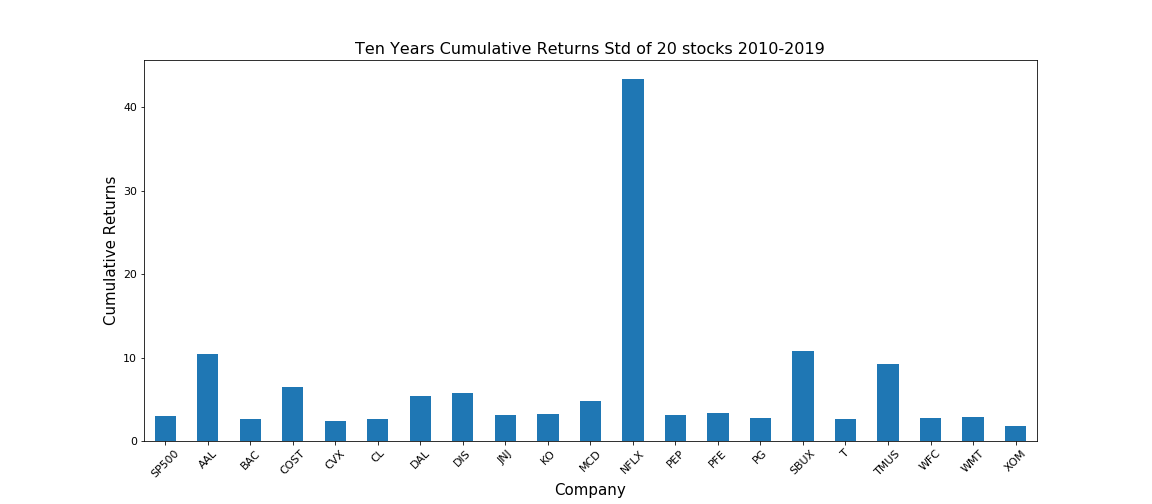 Ten Years Cumulative Returns Std of 20 stocks 2010-2019
Cumulative Returns
40
30
20
10
0
SP500 AAL BAC COST CVX CL DAL DIS JNJ KO MCD NFLX PEP PFE PG SBUX T TMUS WFC WMT XOM
Company